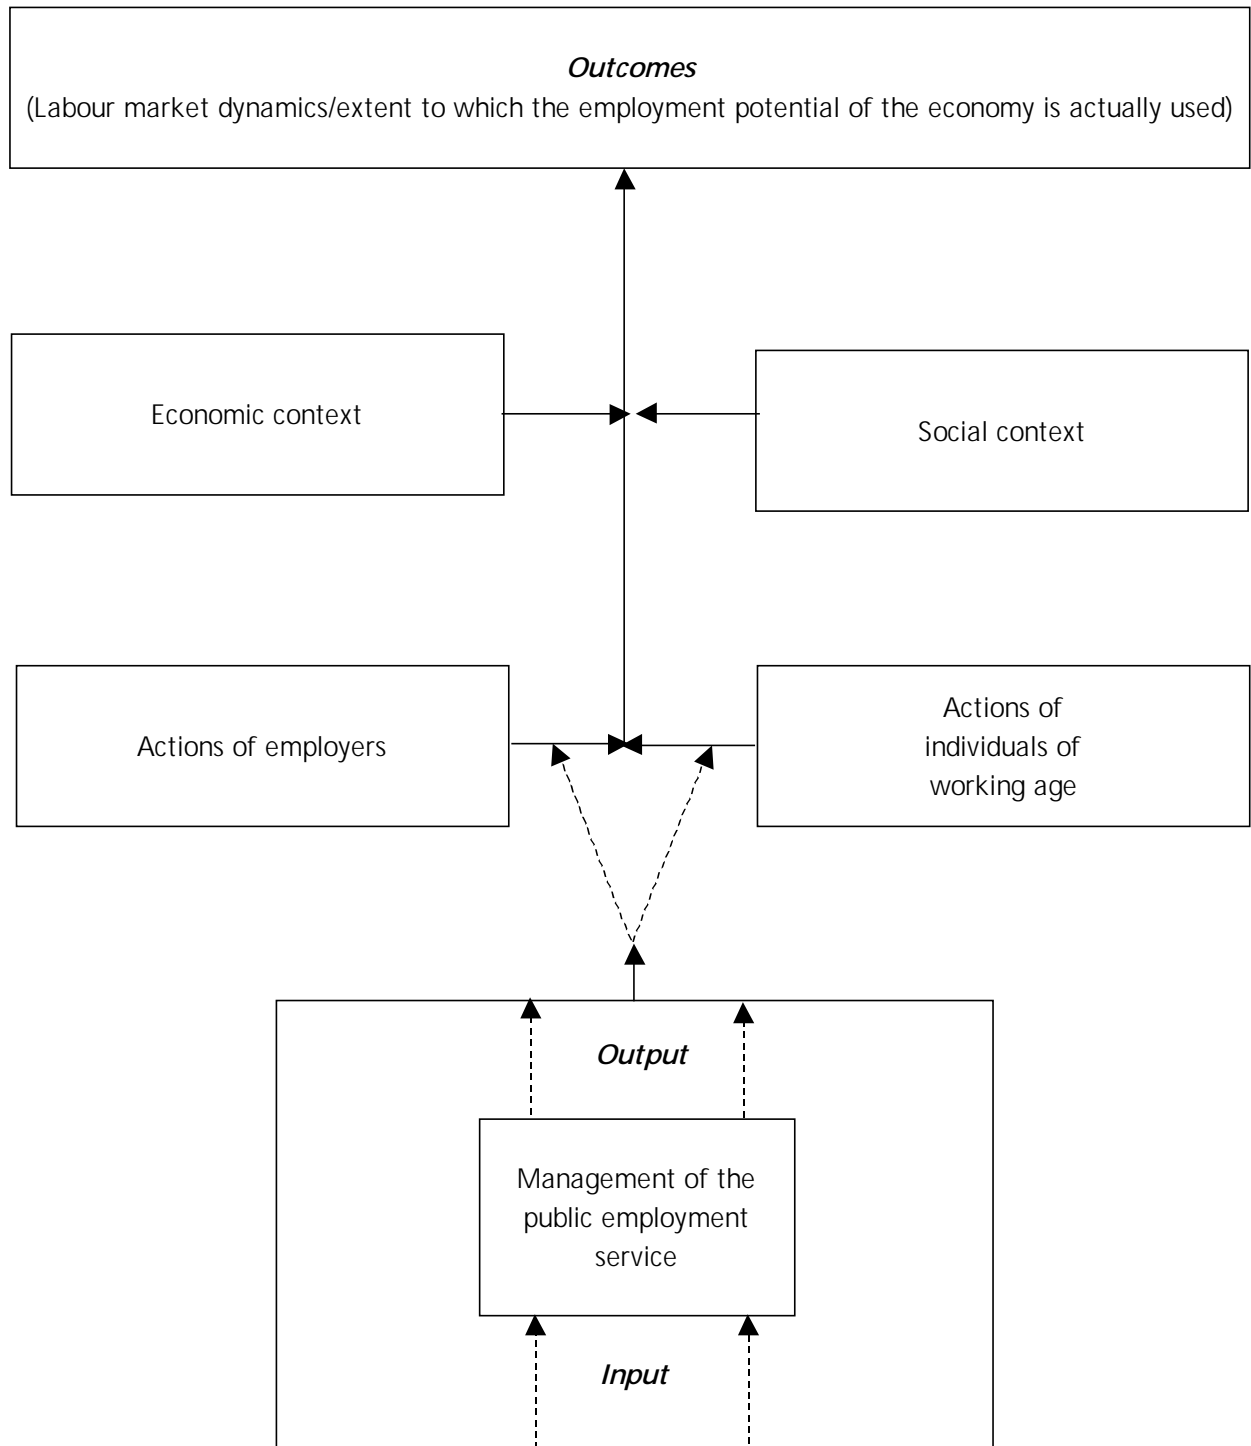 Outcomes
(Labour market dynamics/extent to which the employment potential of the economy is actually used)
Economic context
Social context
Actions of employers
Actions of
individuals of
working age
Output
Management of the
public employment
service
Input